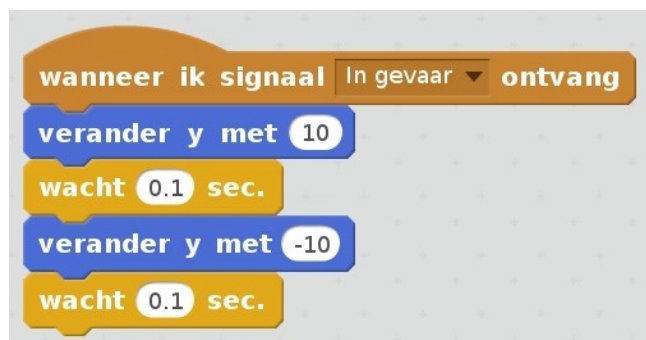 wanneer ik signaal In gevaar ontvang
verander y met 10
wacht 0.1 sec.
verander y met -10
wacht 0.1 sec.